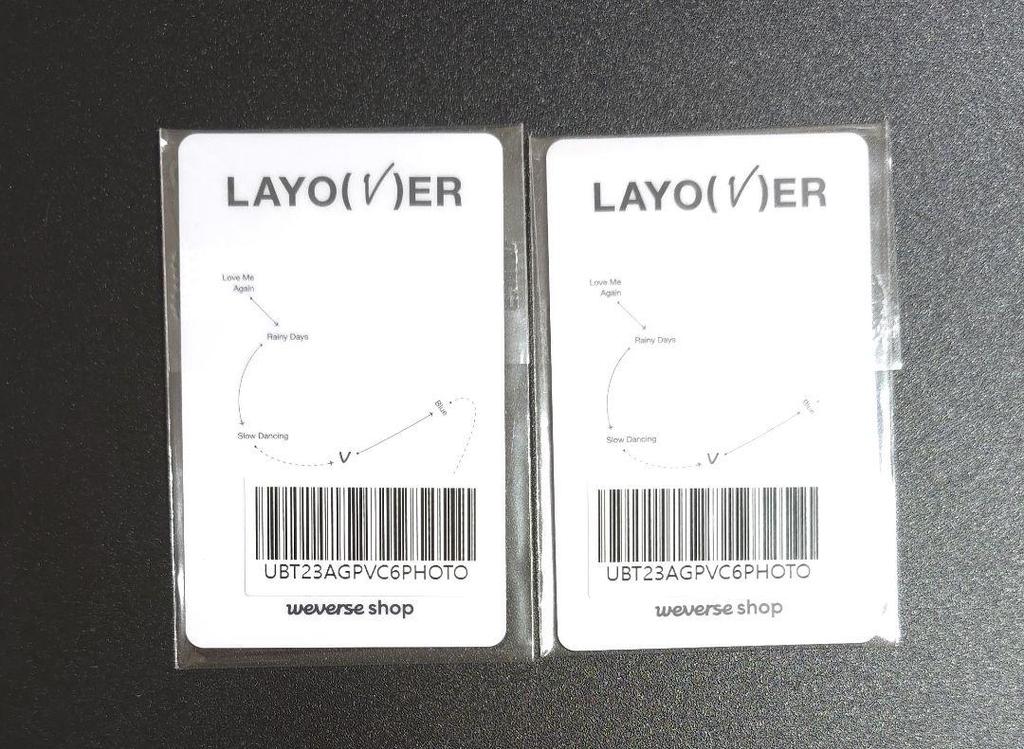 LAYO(V)ER
Love Me
Again
Rainy Days
Slow Dancing
V
Blue
UBT23AGPVC6PHOTO
weverse shop
LAYO(V)ER
Love Me
Again
Rainy Days
Slow Dancing
V
Blue
UBT23AGPVC6PHOTO
weverse shop